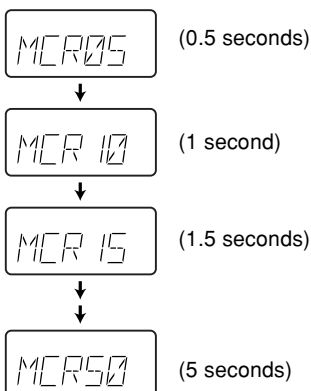 MCR05 (0.5 seconds)
MCR 10 (1 second)
MCR 15 (1.5 seconds)
MCR50 (5 seconds)